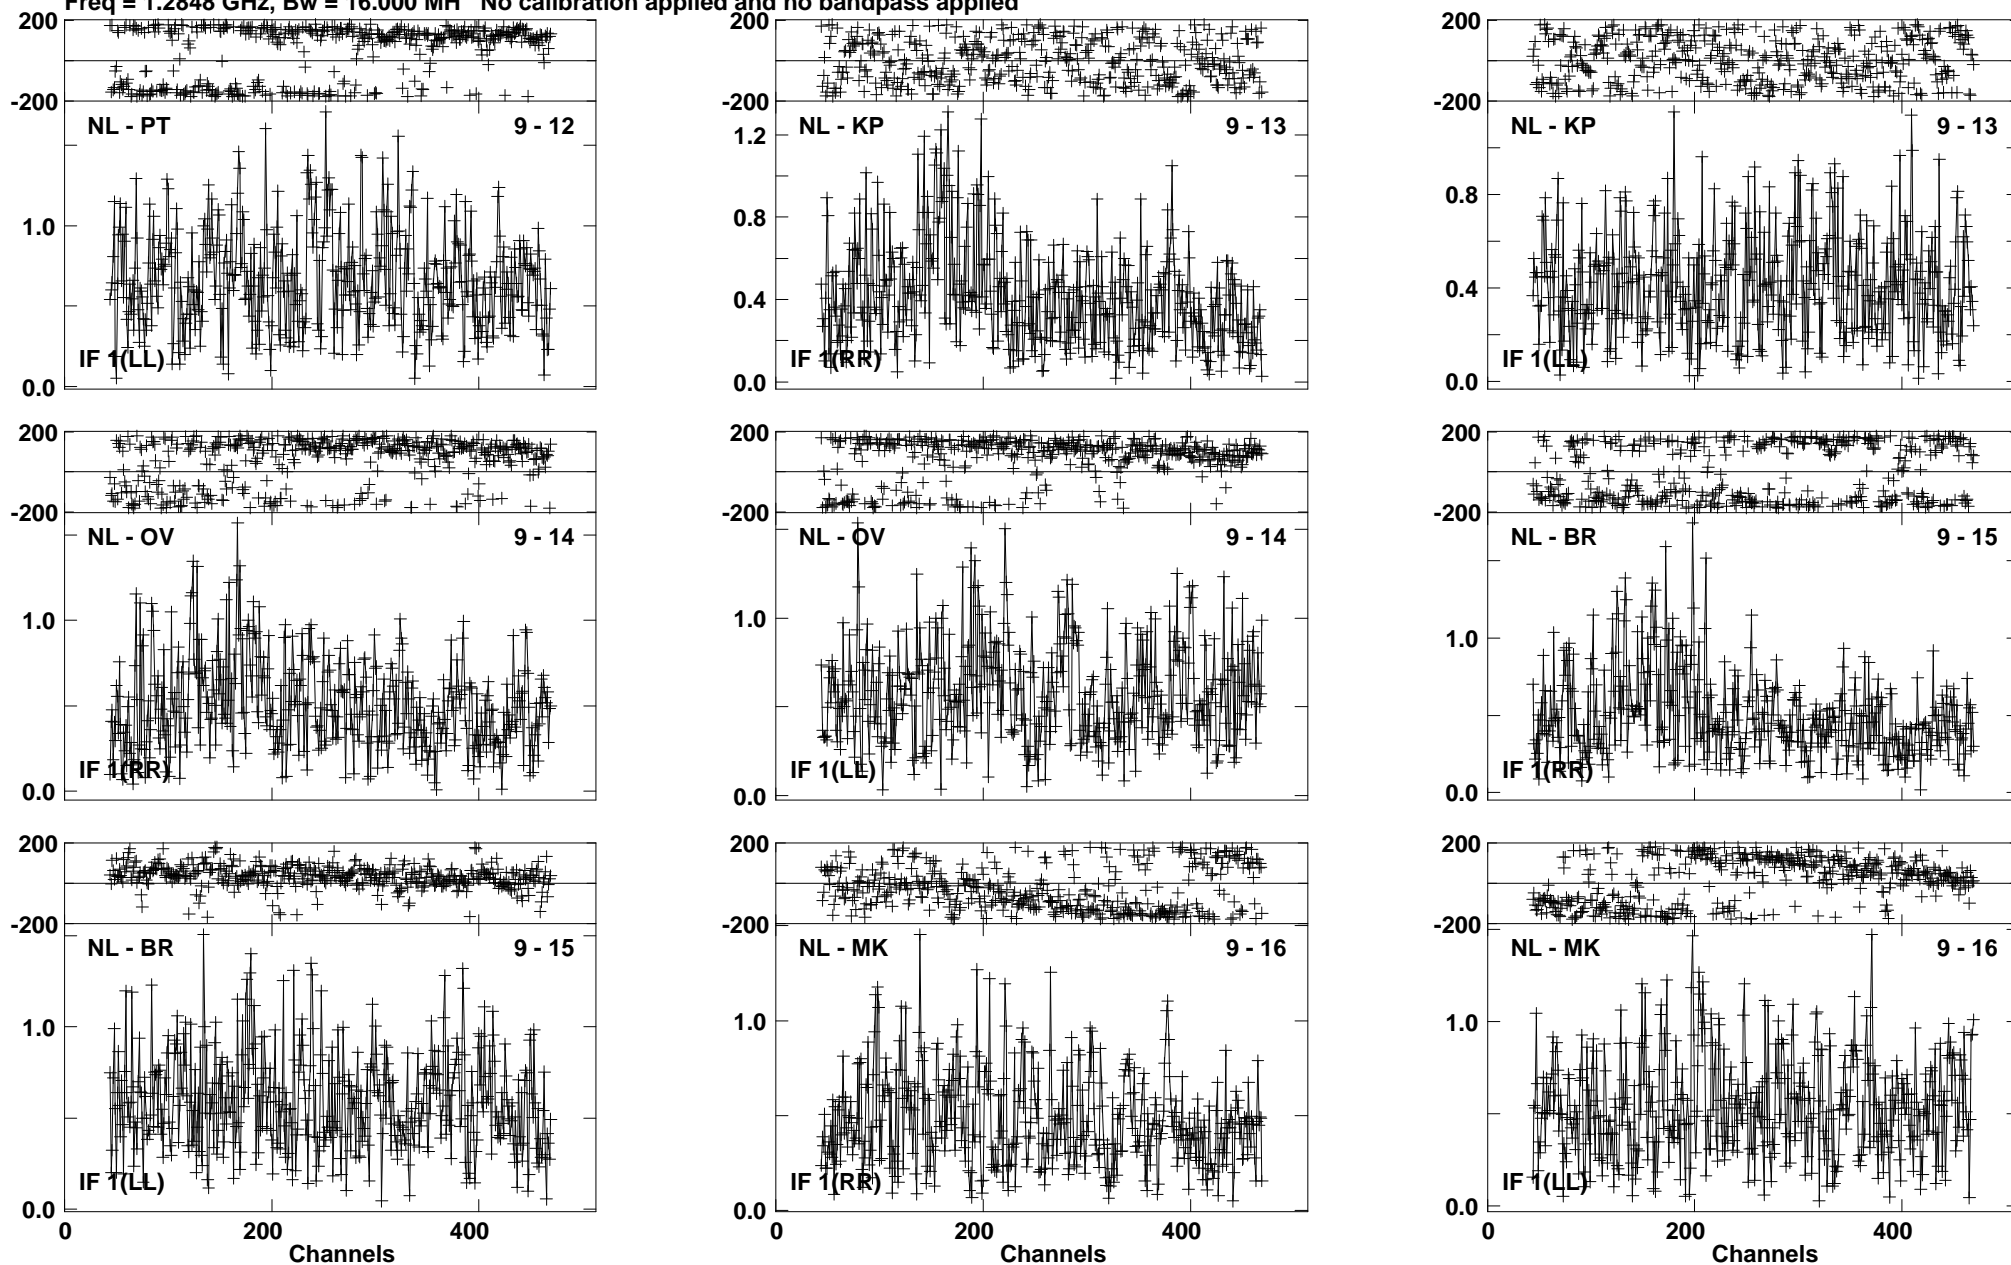 Freq = 1.2848 GHz, Bw = 16.000 MH No calibration applied and no bandpass applied
200 200 200
-200 -200 -200
NL - PT 9 - 12 NL - KP 9 - 13 NL - KP 9 - 13
1.2
1.0 0.8 0.8
0.4 0.4
IF 1(LL) IF 1(RR) IF 1(LL)
0.0 0.0 0.0
200 200 200
-200 -200 -200
NL - OV 9 - 14 NL - OV 9 - 14 NL - BR 9 - 15
1.0 1.0 1.0
IF 1(RR) IF 1(LL) IF 1(RR)
0.0 0.0 0.0
200 200 200
-200 -200 -200
NL - BR 9 - 15 NL - MK 9 - 16 NL - MK 9 - 16
1.0 1.0 1.0
IF 1(LL) IF 1(RR) IF 1(LL)
0.0 0.0 0.0
0 200 400 0 200 400 0 200 400
Channels Channels Channels